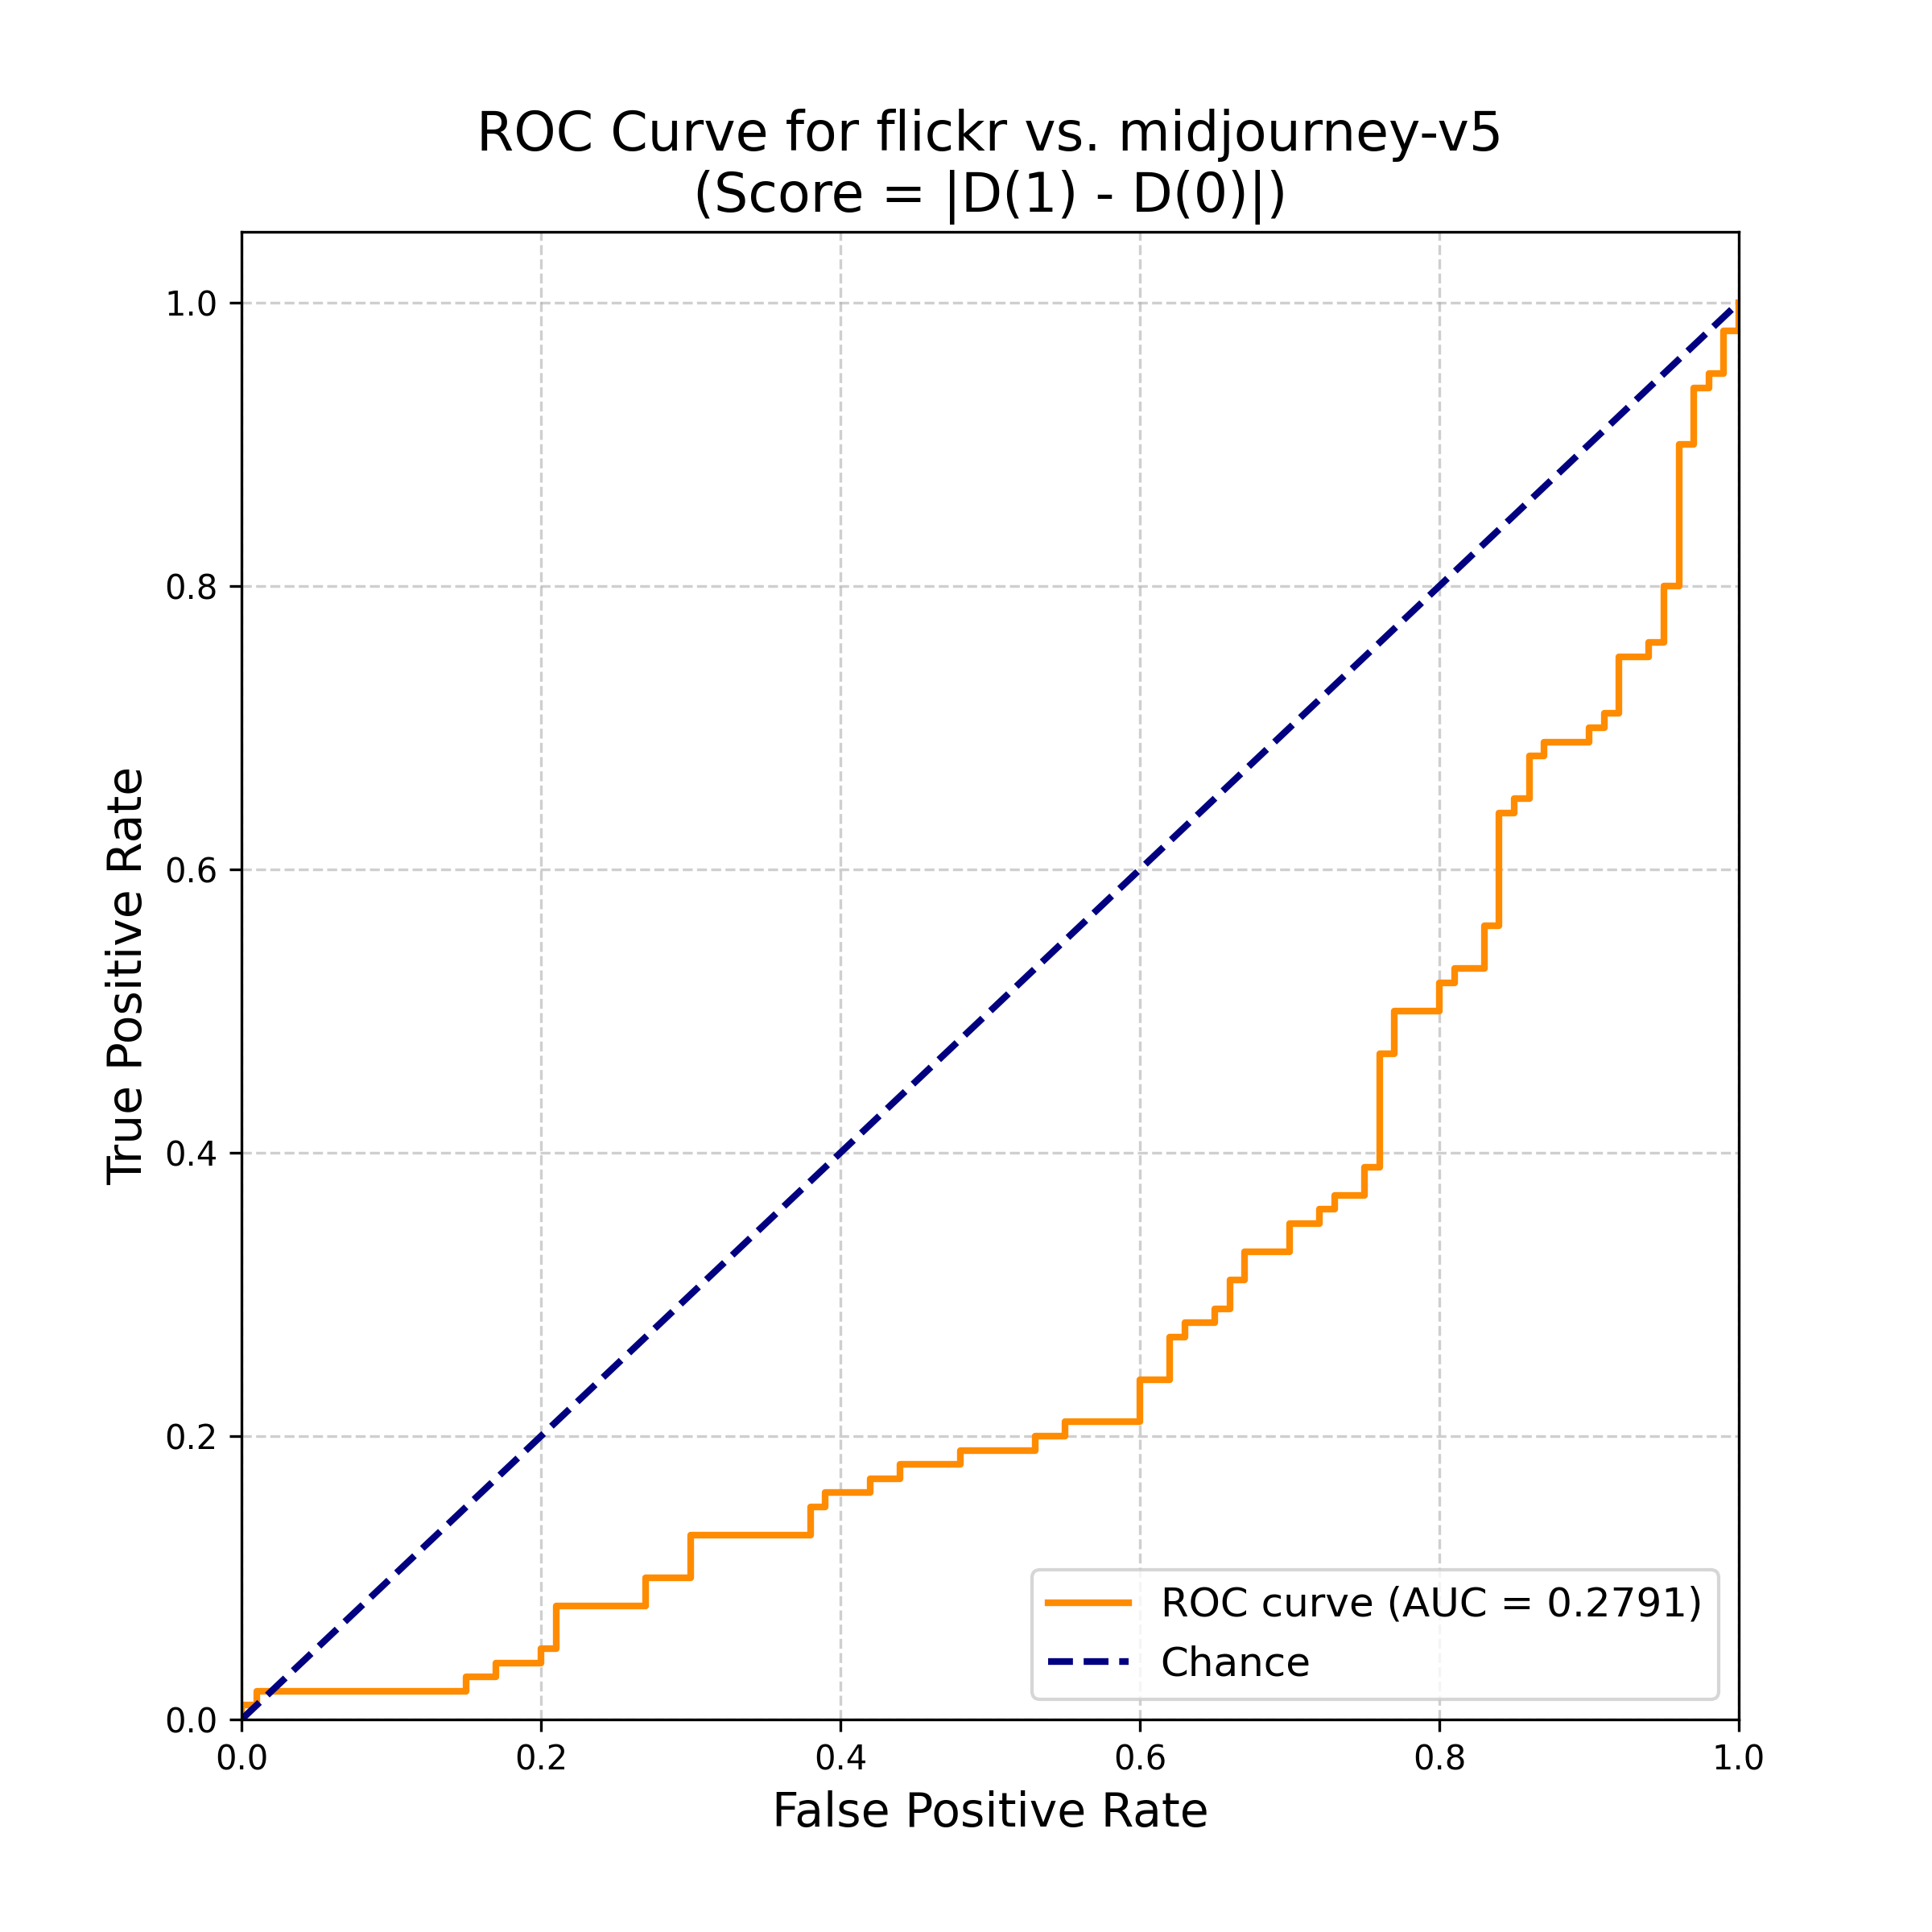 ROC Curve for flickr vs. midjourney-v5
(Score = |D(1) - D(0)|)
True Positive Rate
1.0
0.8
0.6
0.4
0.2
0.0
0.0 0.2 0.4 0.6 0.8 1.0
False Positive Rate
ROC curve (AUC = 0.2791)
Chance